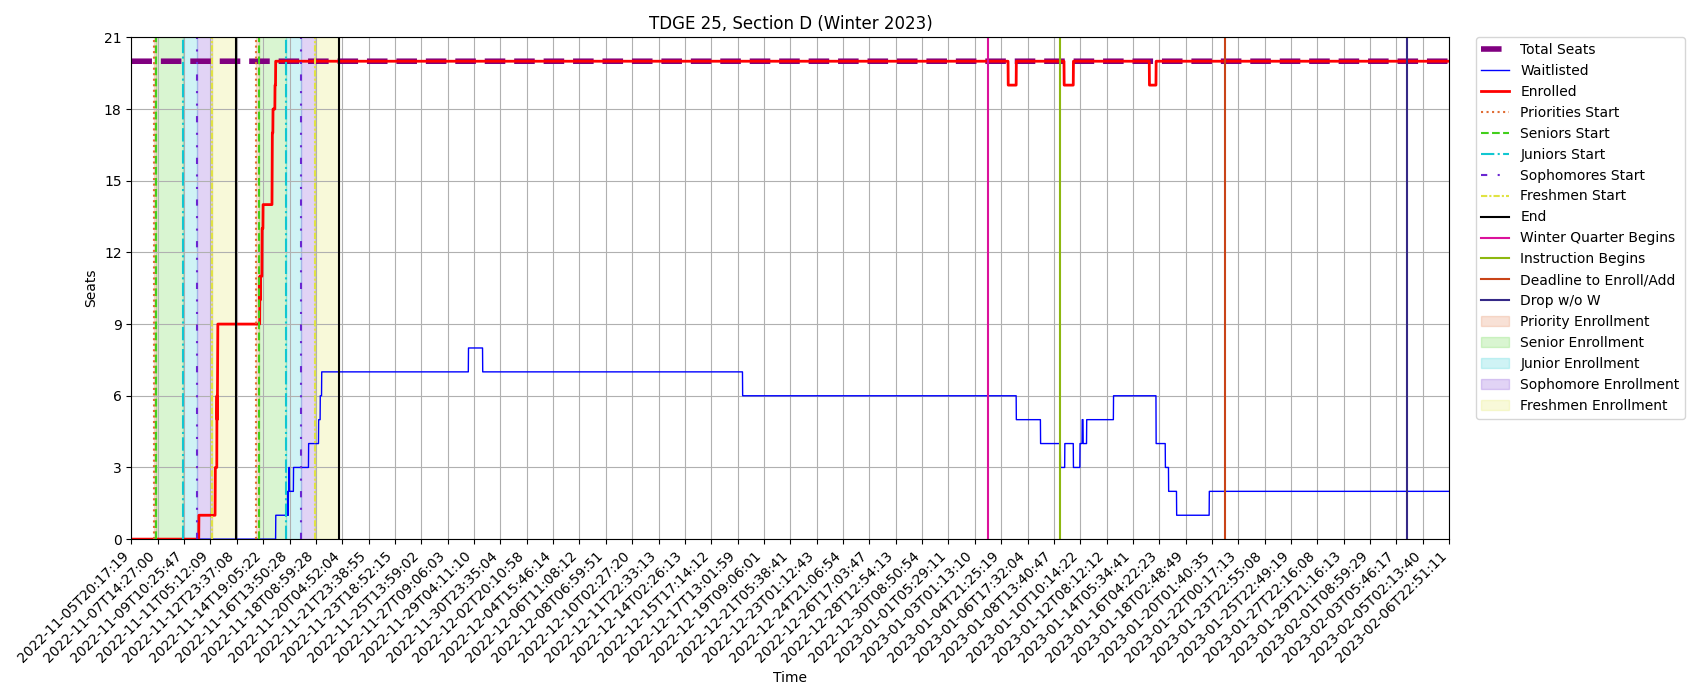 TDGE 25, Section D (Winter 2023)
21
18
15
12
9
6
3
0
Seats
2022-11-05T20:17:19
2022-11-07T14:27:00
2022-11-09T10:25:47
2022-11-11T05:12:09
2022-11-12T23:37:08
2022-11-14T19:05:22
2022-11-16T13:50:28
2022-11-18T08:59:28
2022-11-20T04:52:04
2022-11-21T23:38:55
2022-11-23T18:52:15
2022-11-25T13:59:02
2022-11-27T09:06:03
2022-11-29T04:11:10
2022-11-30T23:35:04
2022-12-02T20:10:58
2022-12-04T15:46:14
2022-12-06T11:08:12
2022-12-08T06:59:51
2022-12-10T02:27:20
2022-12-11T22:33:13
2022-12-14T02:26:13
2022-12-15T17:14:12
2022-12-17T13:01:59
2022-12-19T09:06:01
2022-12-21T05:38:41
2022-12-23T01:12:43
2022-12-24T21:06:54
2022-12-26T17:03:47
2022-12-28T12:54:13
2022-12-30T08:50:54
2023-01-01T05:29:11
2023-01-03T01:13:10
2023-01-04T21:25:19
2023-01-06T17:32:04
2023-01-08T13:40:47
2023-01-10T10:14:22
2023-01-12T08:12:12
2023-01-14T05:34:41
2023-01-16T04:22:23
2023-01-18T02:48:49
2023-01-20T01:40:35
2023-01-22T00:17:13
2023-01-23T22:55:08
2023-01-25T22:49:19
2023-01-27T22:16:08
2023-01-29T21:16:13
2023-02-01T08:59:29
2023-02-03T05:46:17
2023-02-05T02:13:40
2023-02-06T22:51:11
Time
Total Seats
Waitlisted
Enrolled
Priorities Start
Seniors Start
Juniors Start
Sophomores Start
Freshmen Start
End
Winter Quarter Begins
Instruction Begins
Deadline to Enroll/Add
Drop w/o W
Priority Enrollment
Senior Enrollment
Junior Enrollment
Sophomore Enrollment
Freshmen Enrollment